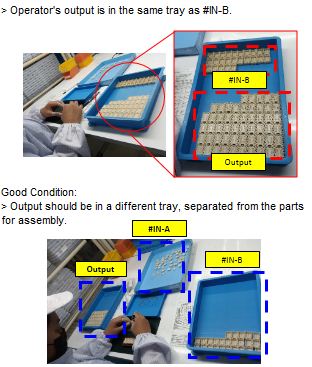 > Operator's output is in the same tray as #IN-B.
#IN-B
Output
Good Condition:
> Output should be in a different tray, separated from the parts
for assembly.
#IN-A
Output
#IN-B